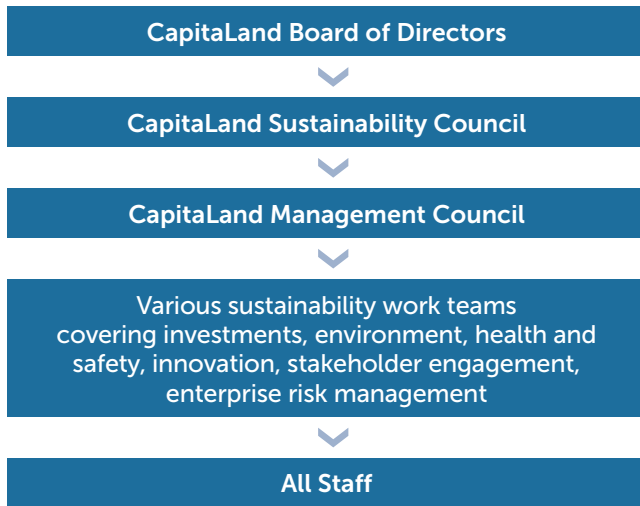 CapitaLand Board of Directors
CapitaLand Sustainability Council
CapitaLand Management Council
Various sustainability work teams
covering investments, environment, health and
safety, innovation, stakeholder engagement,
enterprise risk management
All Staff